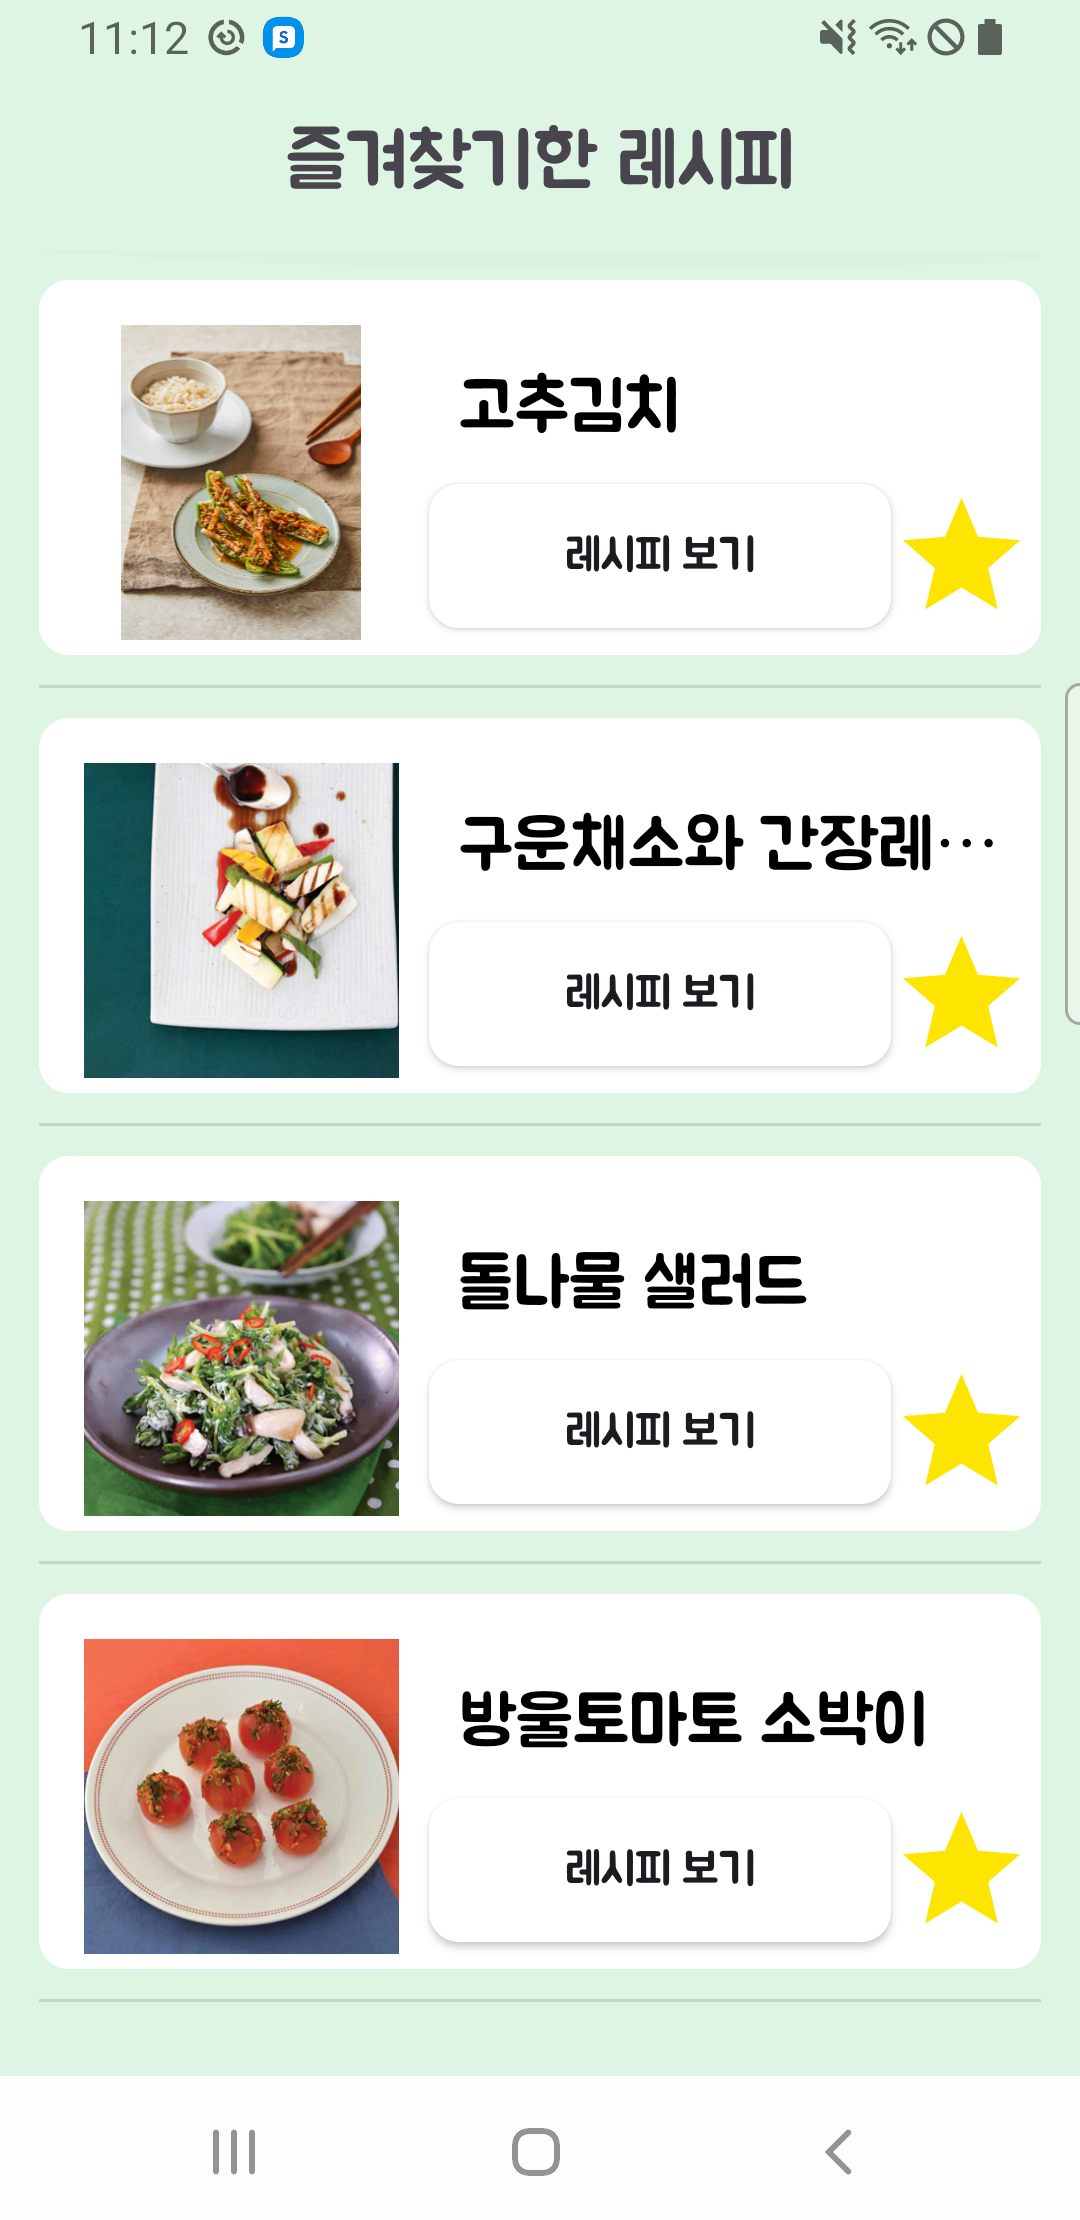 11:12
S
즐겨찾기한 레시피
고추김치
레시피 보기
구운채소와 간장레···
레시피 보기
돌나물 샐러드
레시피 보기
방울토마토 소박이
레시피 보기